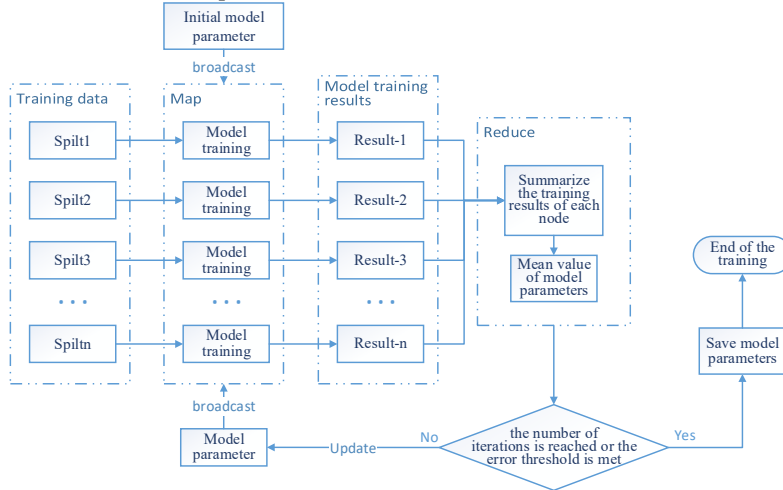 Initial model
parameter
broadcast
Training data
Map
Model training
results
Reduce
Spilt1
Model
training
Result-1
Spilt2
Model
training
Result-2
Spilt3
Model
training
Result-3
• • •
• • •
• • •
Spiltn
Model
training
Result-n
Summarize
the training
results of each
node
Mean value
of model
parameters
End of the
training
Save model
parameters
broadcast
Model
parameter
Update
No
the number of
iterations is reached or the
error threshold is met
Yes